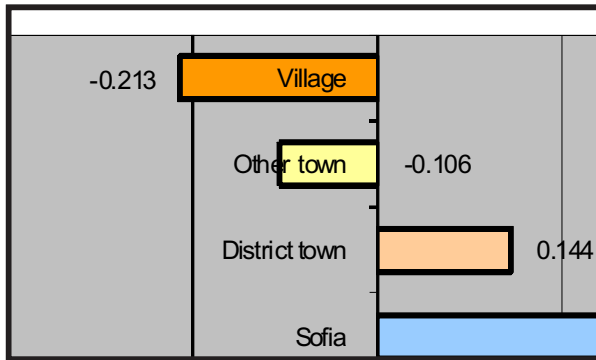 -0.213 Village
Other town -0.106
District town 0.144
Sofia